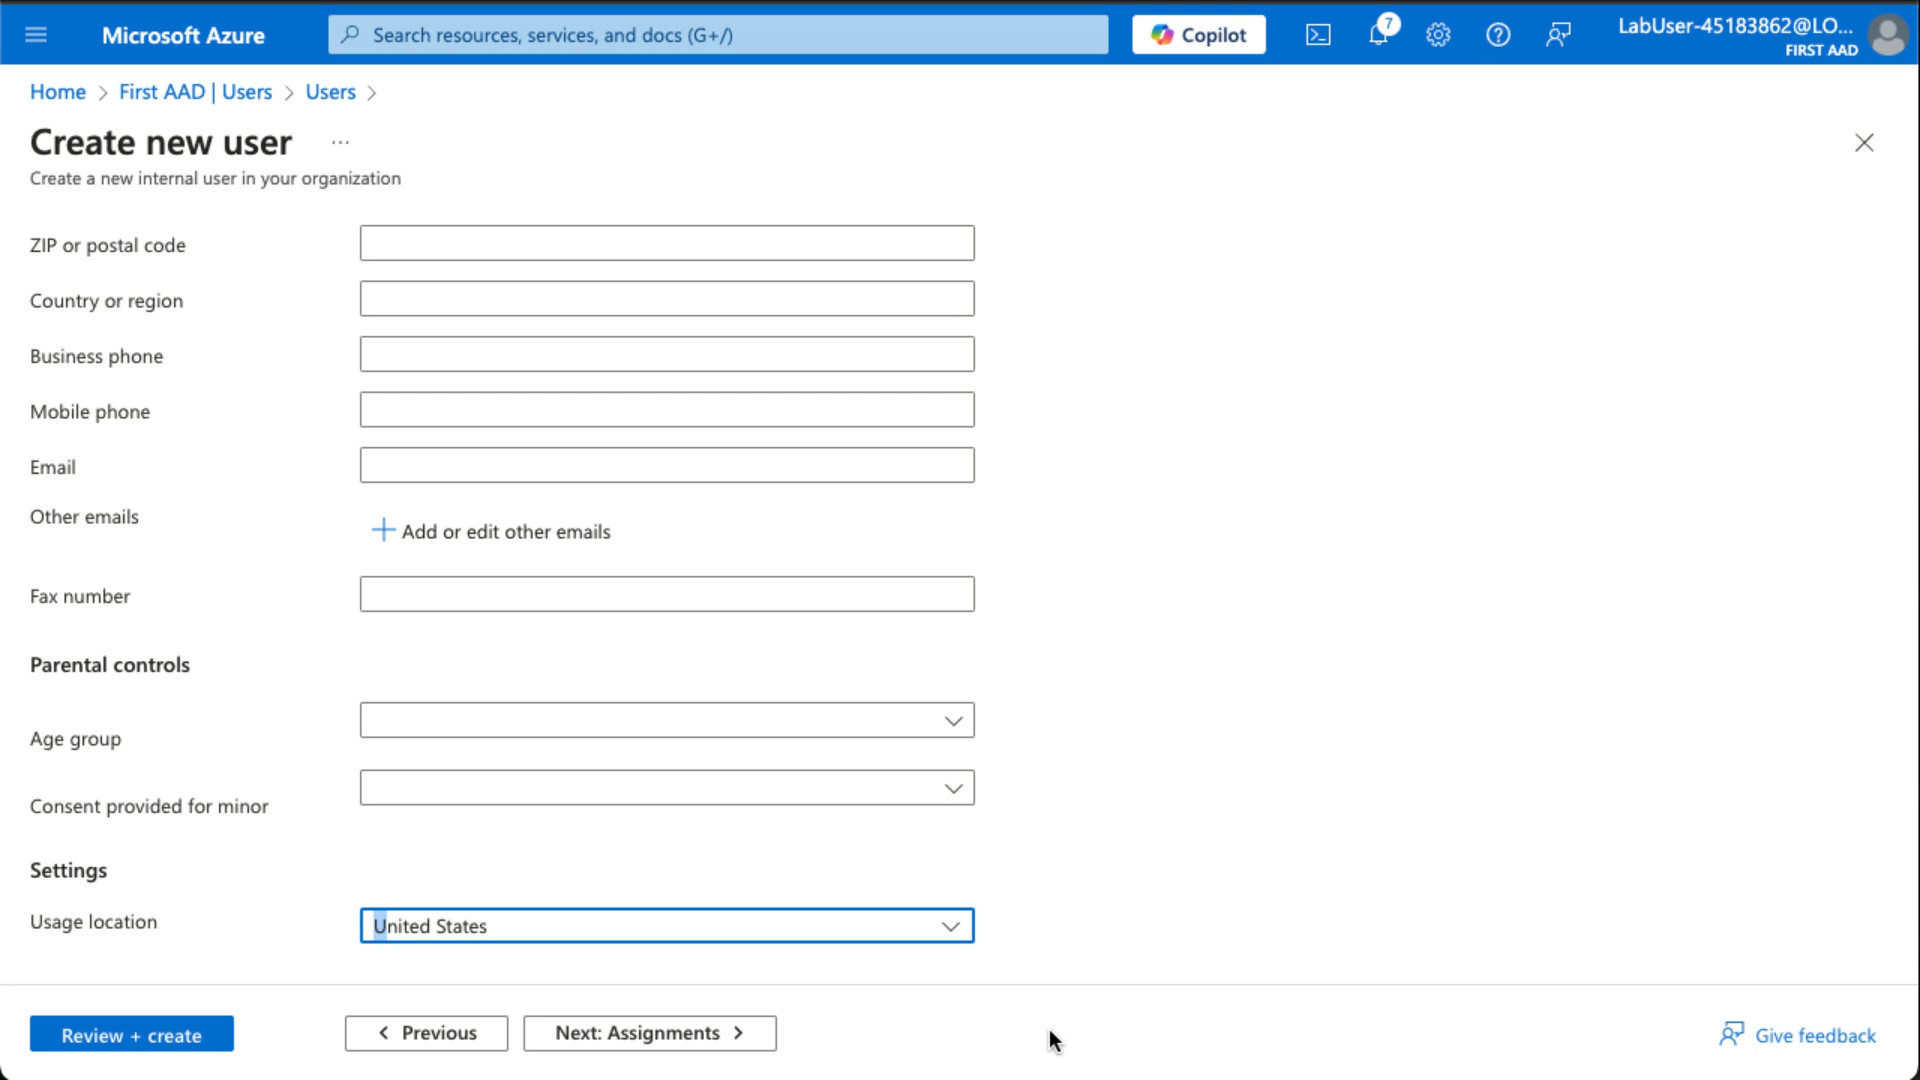 Microsoft Azure
Search resources, services, and docs (G+/)
Copilot
7
LabUser-45183862@LO...
FIRST AAD
Home > First AAD | Users > Users >
Create new user ...
Create a new internal user in your organization
ZIP or postal code
Country or region
Business phone
Mobile phone
Email
Other emails
Add or edit other emails
Fax number
Parental controls
Age group
Consent provided for minor
Settings
Usage location
United States
Review + create
< Previous
Next: Assignments >
Give feedback